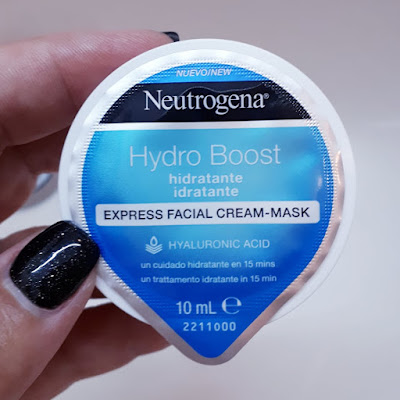 NUEVO/NEW
Neutrogena®
Hydro Boost
hidratante
idratante
EXPRESS FACIAL CREAM-MASK
HYALURONIC ACID
un cuidado hidratante en 15 mins
un trattamento idratante in 15 min
10 mL ℮
2211000